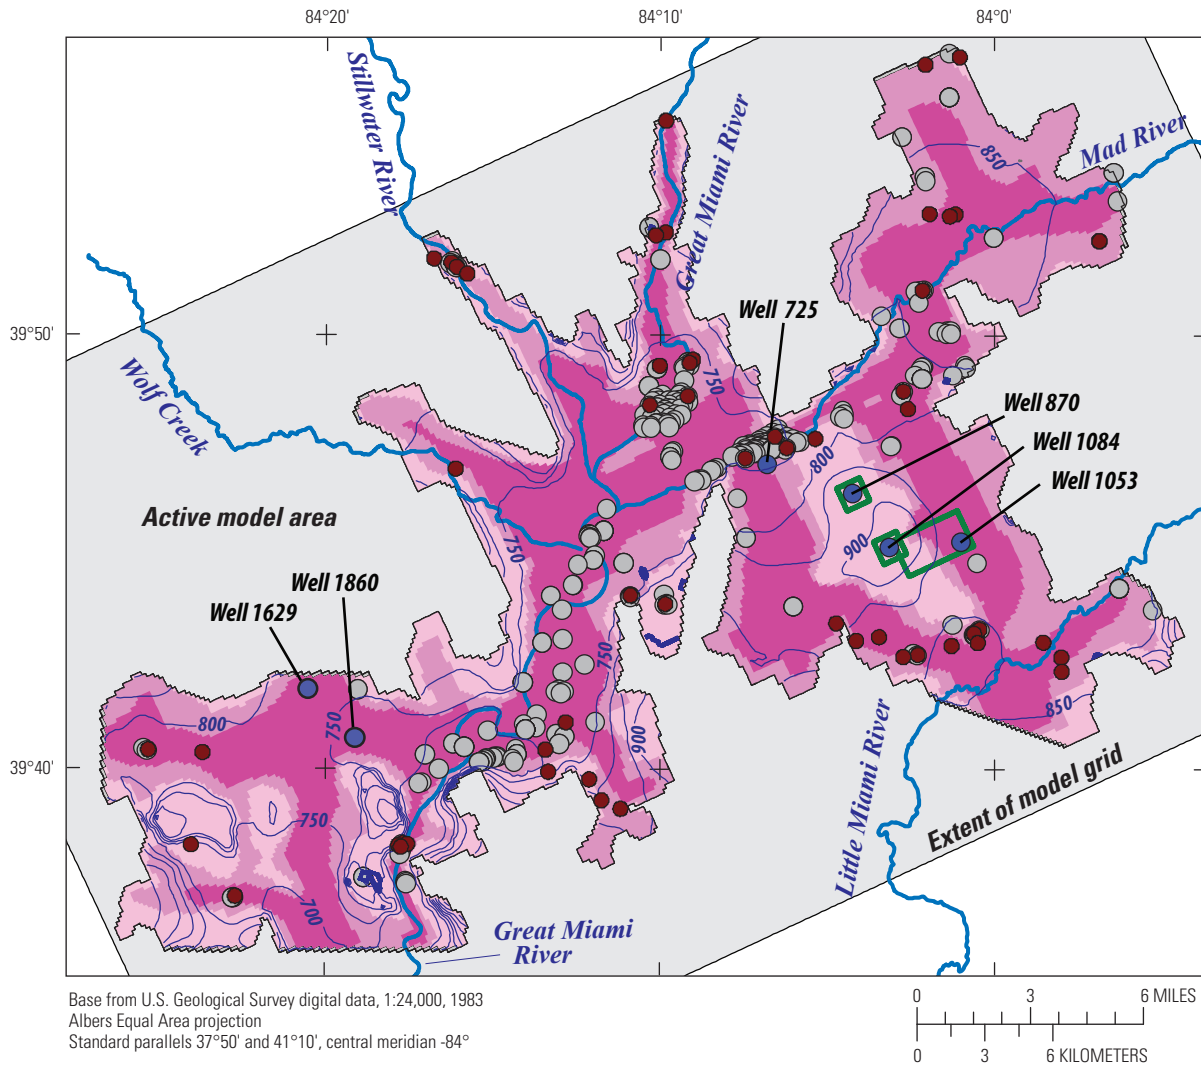 84°20'
84°10'
84°0'
Stillwater
River
Great Miami River
Mad River
850
Well 725
39°50'
Wolf Creek
750
Well 870
800
Well 1084
Well 1053
Active model area
750
900
Well 1860
Well 1629
750
800
750
900
850
39°40'
750
Little Miami River
Extent of model grid
700
Great Miami
River
Base from U.S. Geological Survey digital data, 1:24,000, 1983
Albers Equal Area projection
Standard parallels 37°50' and 41°10', central meridian -84°
0 3 6 MILES
0 3 6 KILOMETERS